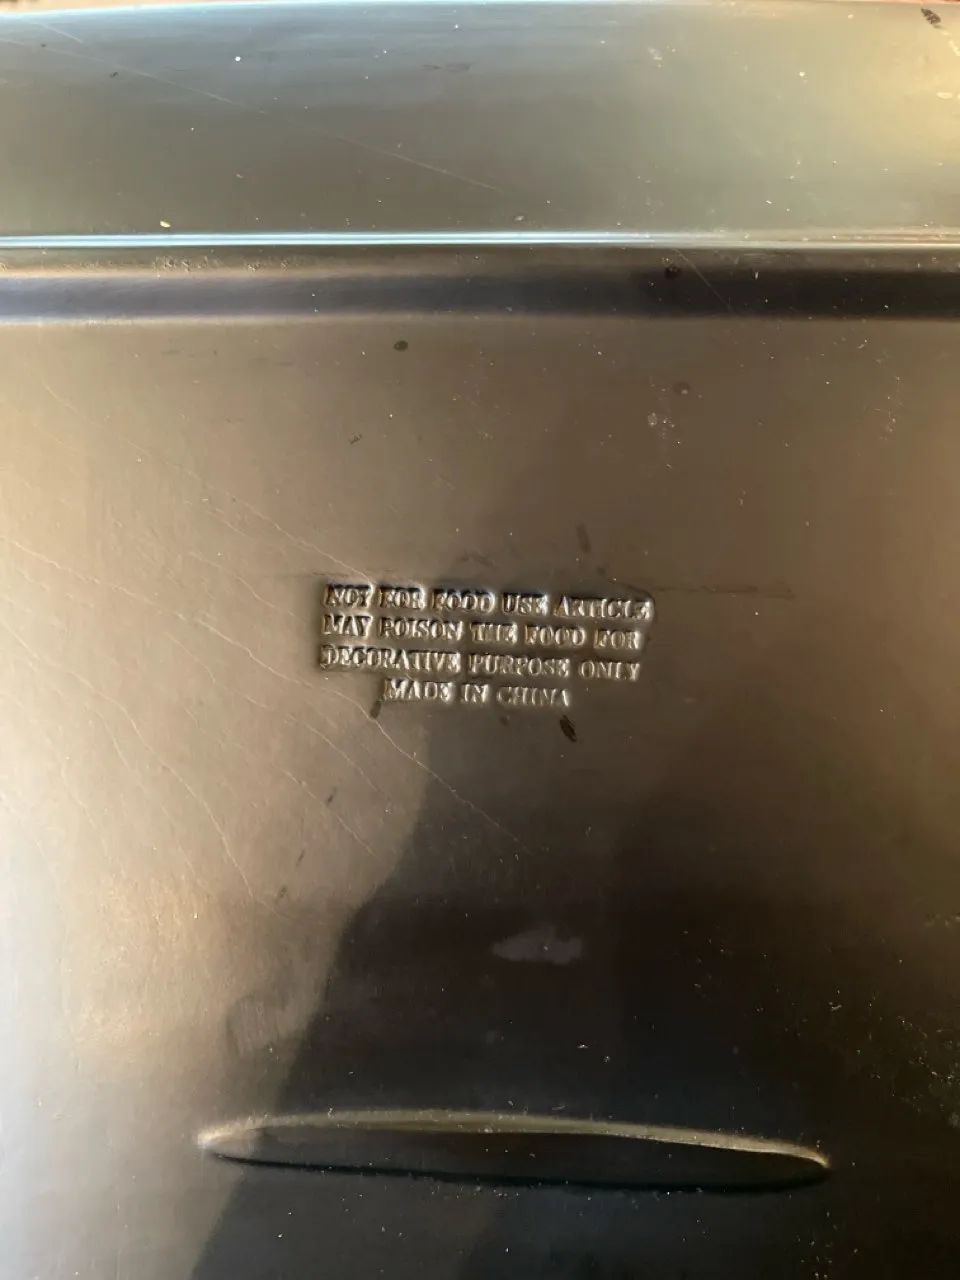 NOT FOR FOOD USE ARTICLE
MAY POISON THE FOOD FOR
DECORATIVE PURPOSE ONLY
MADE IN CHINA